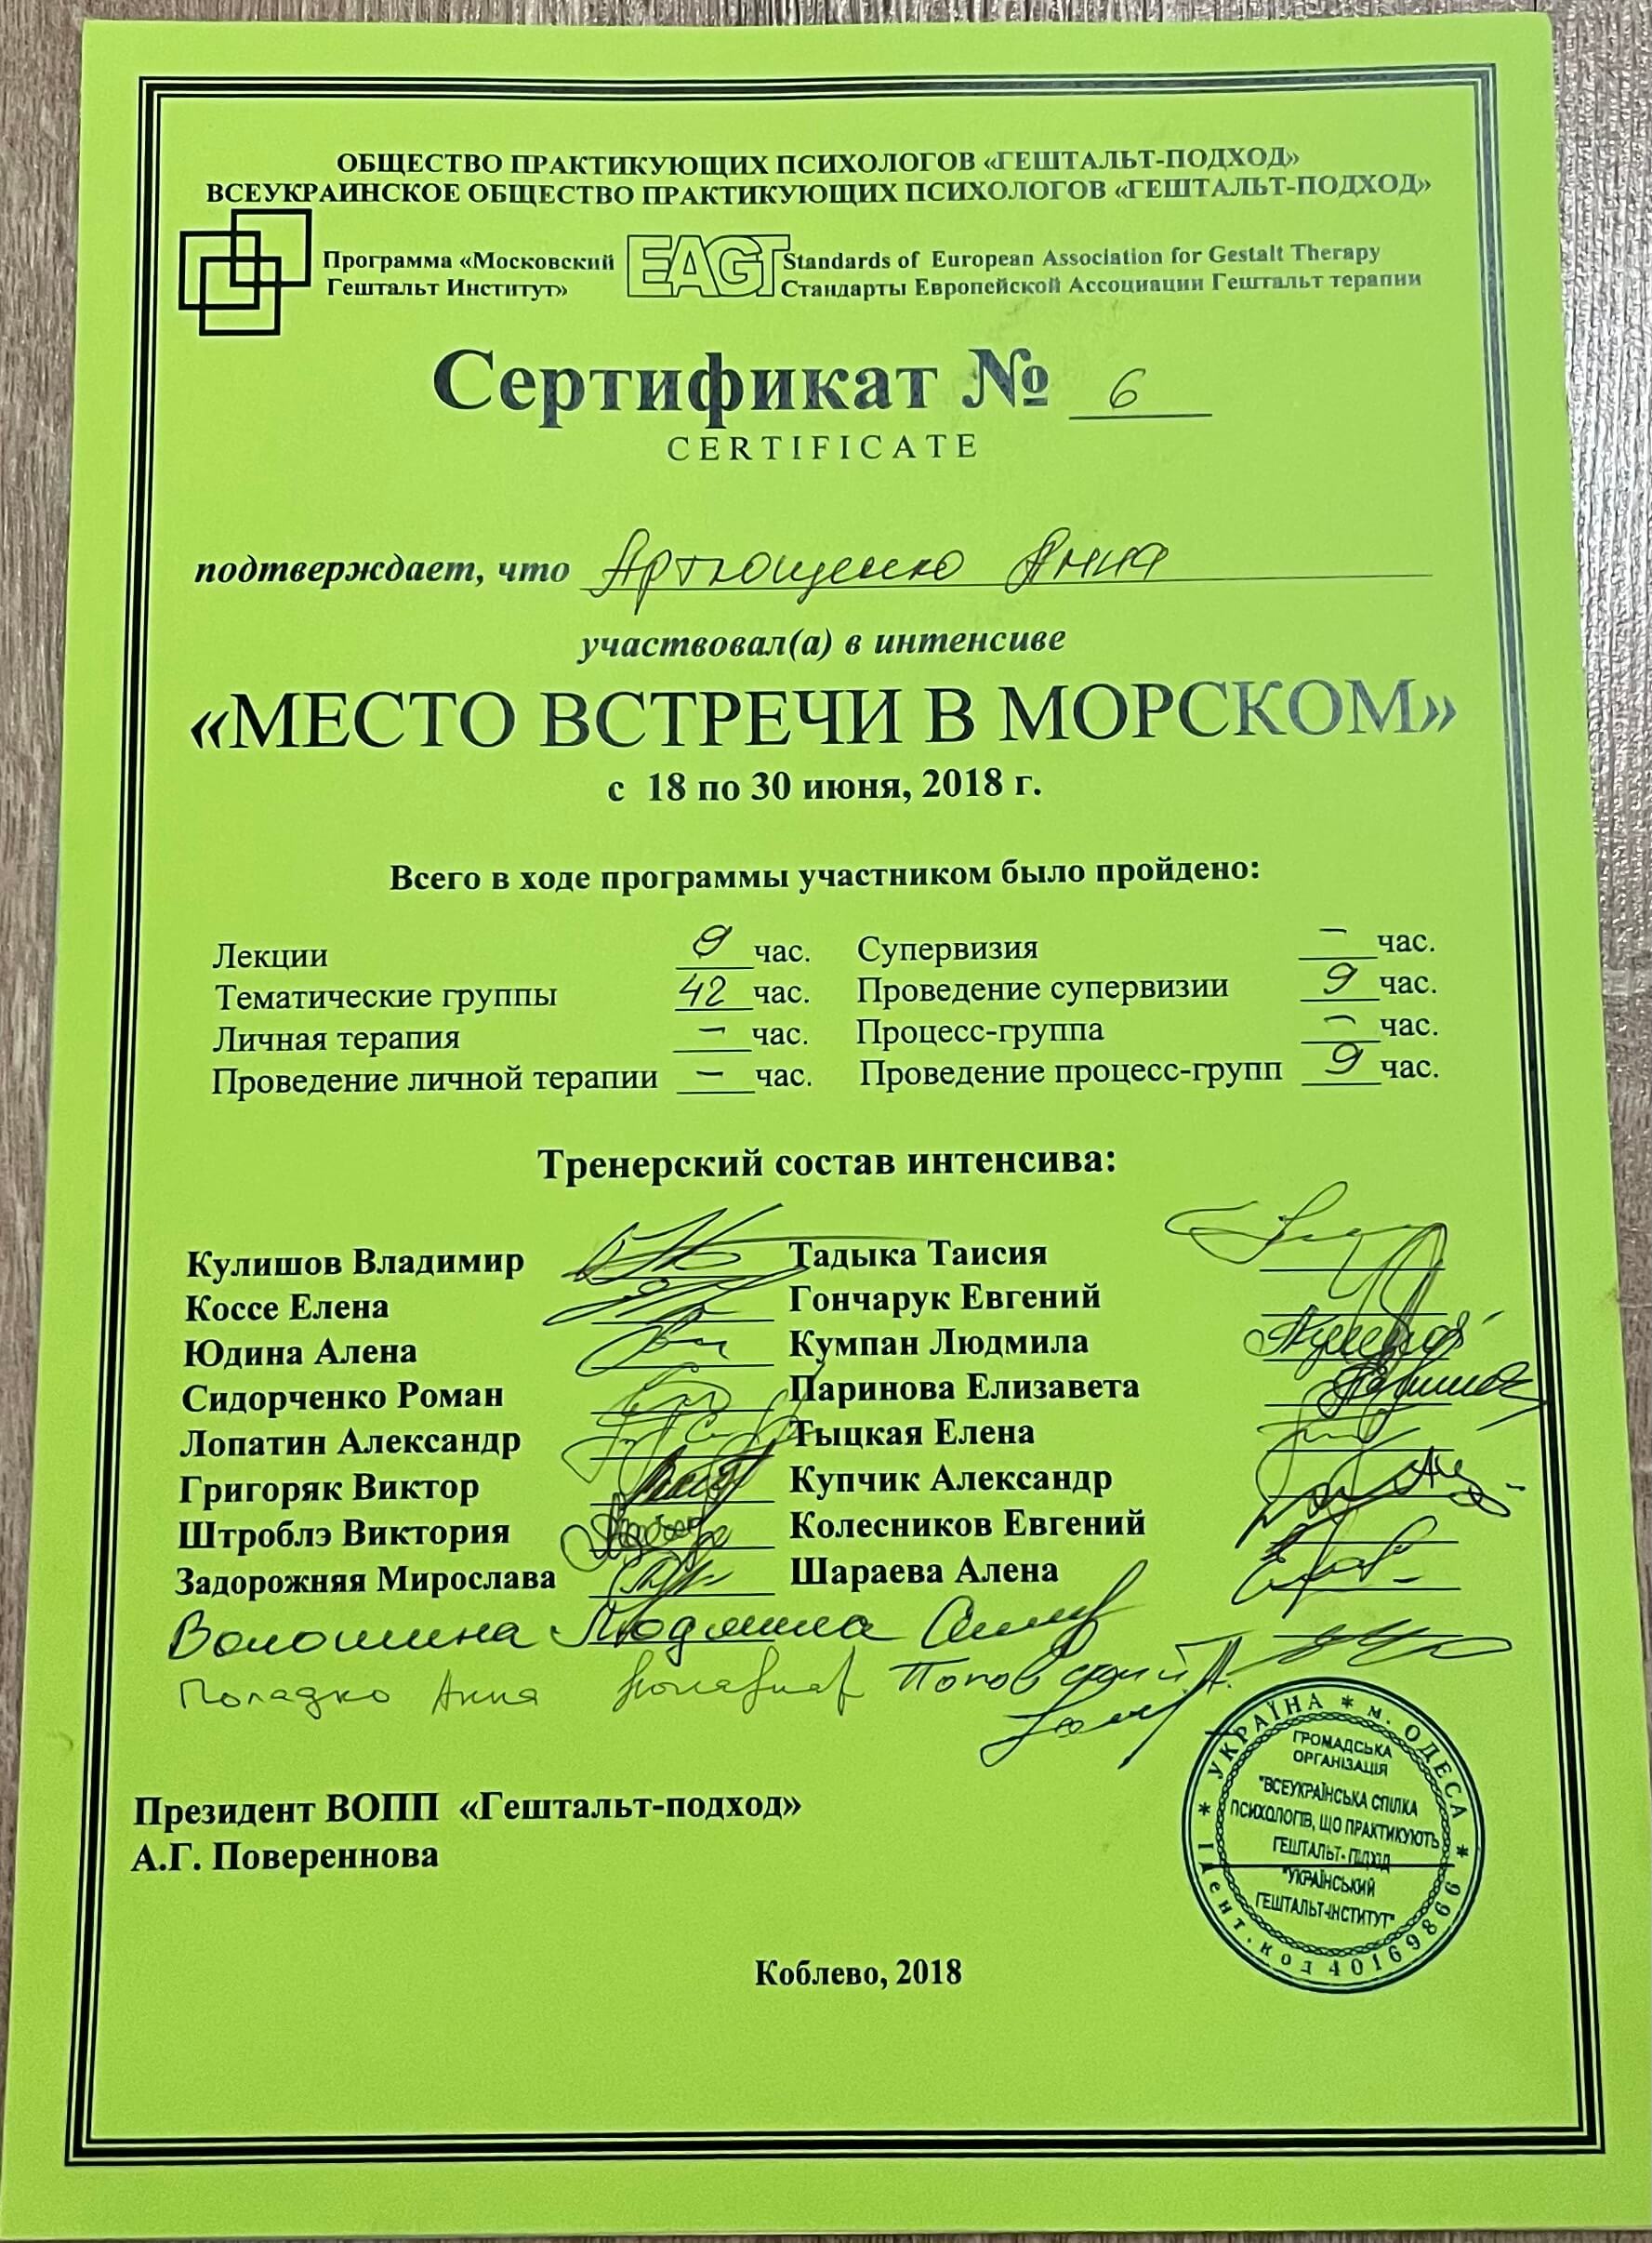 ОБЩЕСТВО ПРАКТИКУЮЩИХ ПСИХОЛОГОВ «ГЕШТАЛЬТ-ПОДХОД»
ВСЕУКРАИНСКОЕ ОБЩЕСТВО ПРАКТИКУЮЩИХ ПСИХОЛОГОВ «ГЕШТАЛЬТ-ПОДХОД»
Программа «Московский
Гештальт Институт»
EAGT
Standards of European Association for Gestalt Therapy
Стандарты Европейской Ассоциации Гештальт терапии
Сертификат № 6
CERTIFICATE
подтверждает, что Артющенко Анна
участвовал(а) в интенсиве
«МЕСТО ВСТРЕЧИ В МОРСКОМ»
с 18 по 30 июня, 2018 г.
Всего в ходе программы участником было пройдено:
Лекции 9 час. Супервизия – час.
Тематические группы 42 час. Проведение супервизии 9 час.
Личная терапия – час. Процесс-группа – час.
Проведение личной терапии – час. Проведение процесс-групп 9 час.
Тренерский состав интенсива:
Кулишов Владимир Тадыка Таисия
Коссе Елена Гончарук Евгений
Юдина Алена Кумпан Людмила
Сидорченко Роман Паринова Елизавета
Лопатин Александр Тыцкая Елена
Григоряк Виктор Купчик Александр
Штроблэ Виктория Колесников Евгений
Задорожняя Мирослава Шараева Алена
Волошина Людмила
Поладко Анна Поповский А.
Президент ВОПП «Гештальт-подход»
А.Г. Повереннова
УКРАЇНА * м. ОДЕСА * Ідент. код 40169866 *
ГРОМАДСЬКА
ОРГАНІЗАЦІЯ
"ВСЕУКРАЇНСЬКА СПІЛКА
ПСИХОЛОГІВ, ЩО ПРАКТИКУЮТЬ
ГЕШТАЛЬТ-ПІДХІД
"УКРАЇНСЬКИЙ
ГЕШТАЛЬТ-ІНСТИТУТ"
Коблево, 2018